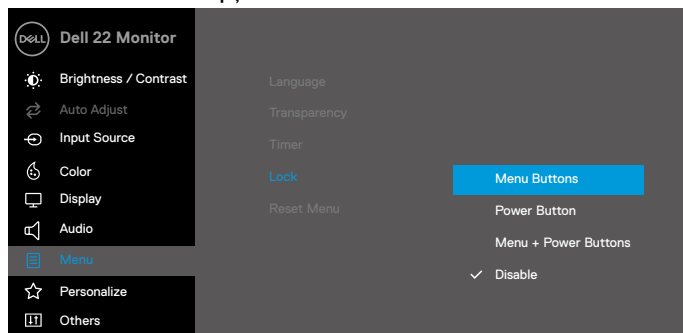 DELL Dell 22 Monitor
Brightness / Contrast
Auto Adjust
Input Source
Color
Display
Audio
Menu
Personalize
Others
Language
Transparency
Timer
Lock
Reset Menu
Menu Buttons
Power Button
Menu + Power Buttons
Disable